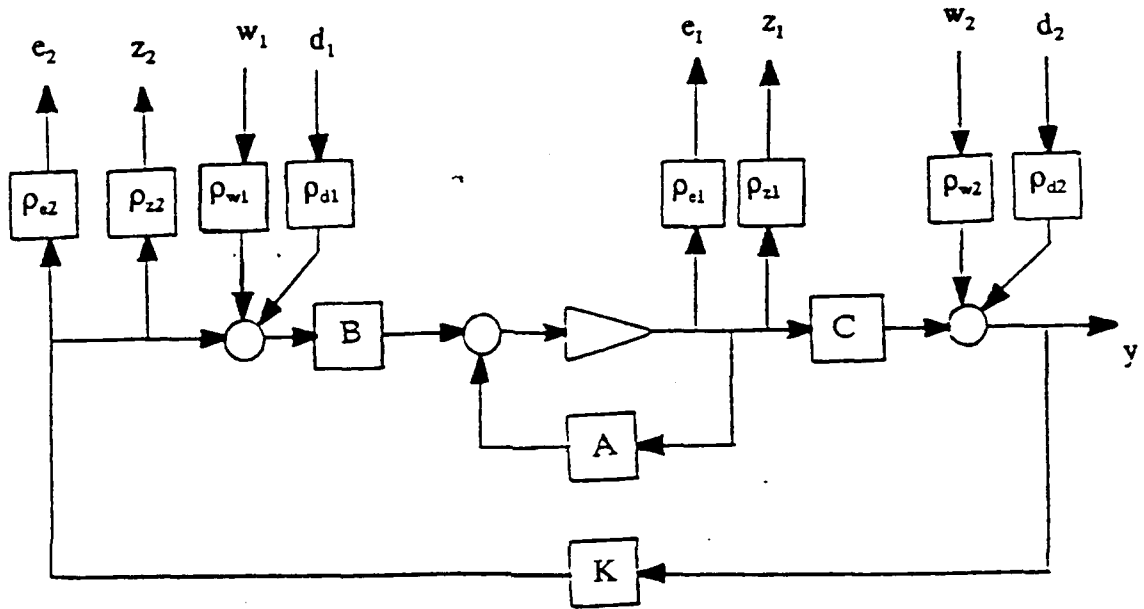 e₂ z₂ w₁ d₁ e₁ z₁ w₂ d₂
ρₑ₂ ρz2 ρw1 ρd1 ρₑ₁ ρz1 ρw2 ρd2
B C
y
A
K